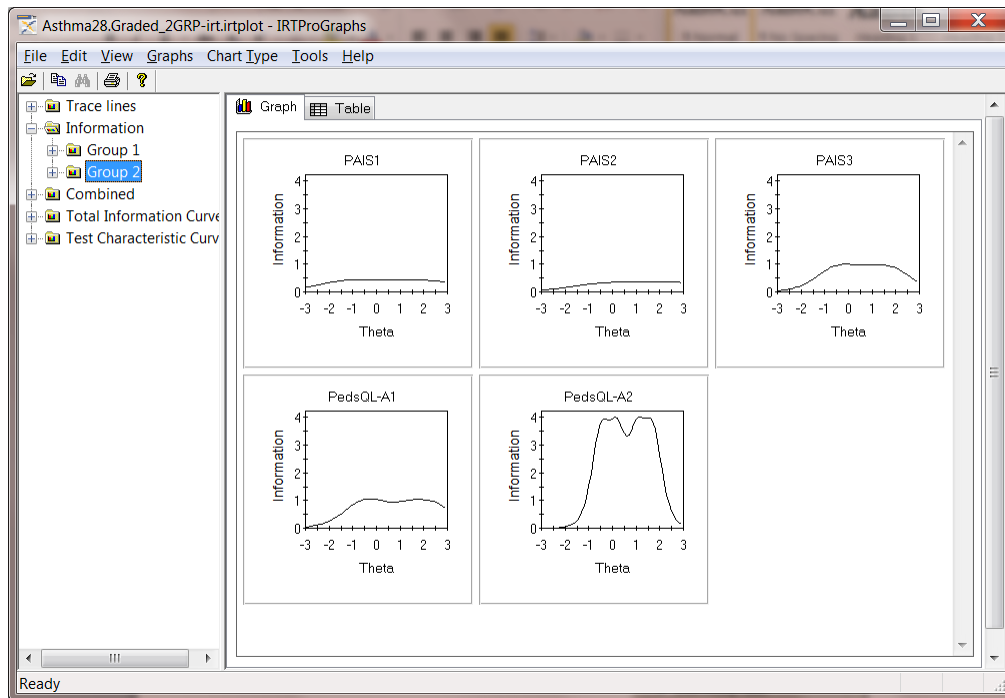 Asthma28.Graded_2GRP-irt.irtplot - IRTProGraphs
File Edit View Graphs Chart Type Tools Help
Trace lines
Information
Group 1
Group 2
Combined
Total Information Curve
Test Characteristic Curv
Graph Table
PAIS1 PAIS2 PAIS3
Information Information Information
4 4 4
3 3 3
2 2 2
1 1 1
0 0 0
-3 -2 -1 0 1 2 3 -3 -2 -1 0 1 2 3 -3 -2 -1 0 1 2 3
Theta Theta Theta
PedsQL-A1 PedsQL-A2
Information Information
4 4
3 3
2 2
1 1
0 0
-3 -2 -1 0 1 2 3 -3 -2 -1 0 1 2 3
Theta Theta
Ready